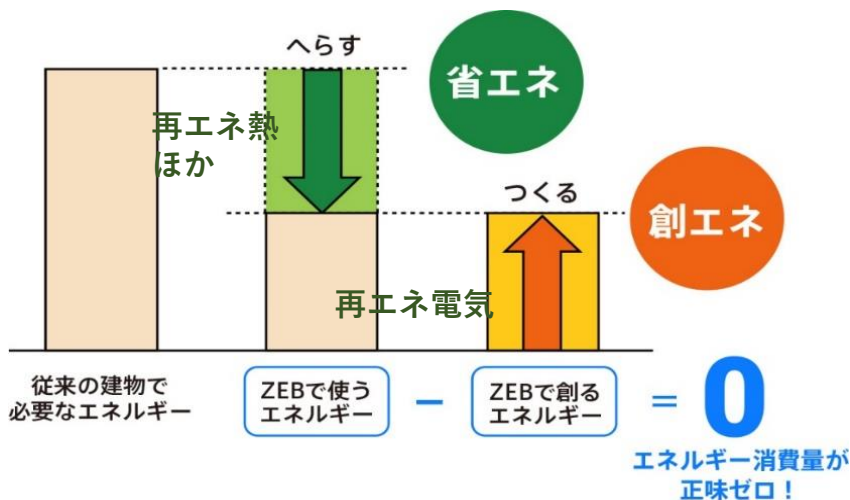 へらす
省エネ
再エネ熱
ほか
つくる
創エネ
再エネ電気
従来の建物で
必要なエネルギー
ZEBで使う
エネルギー
−
ZEBで創る
エネルギー
=
0
エネルギー消費量が
正味ゼロ！